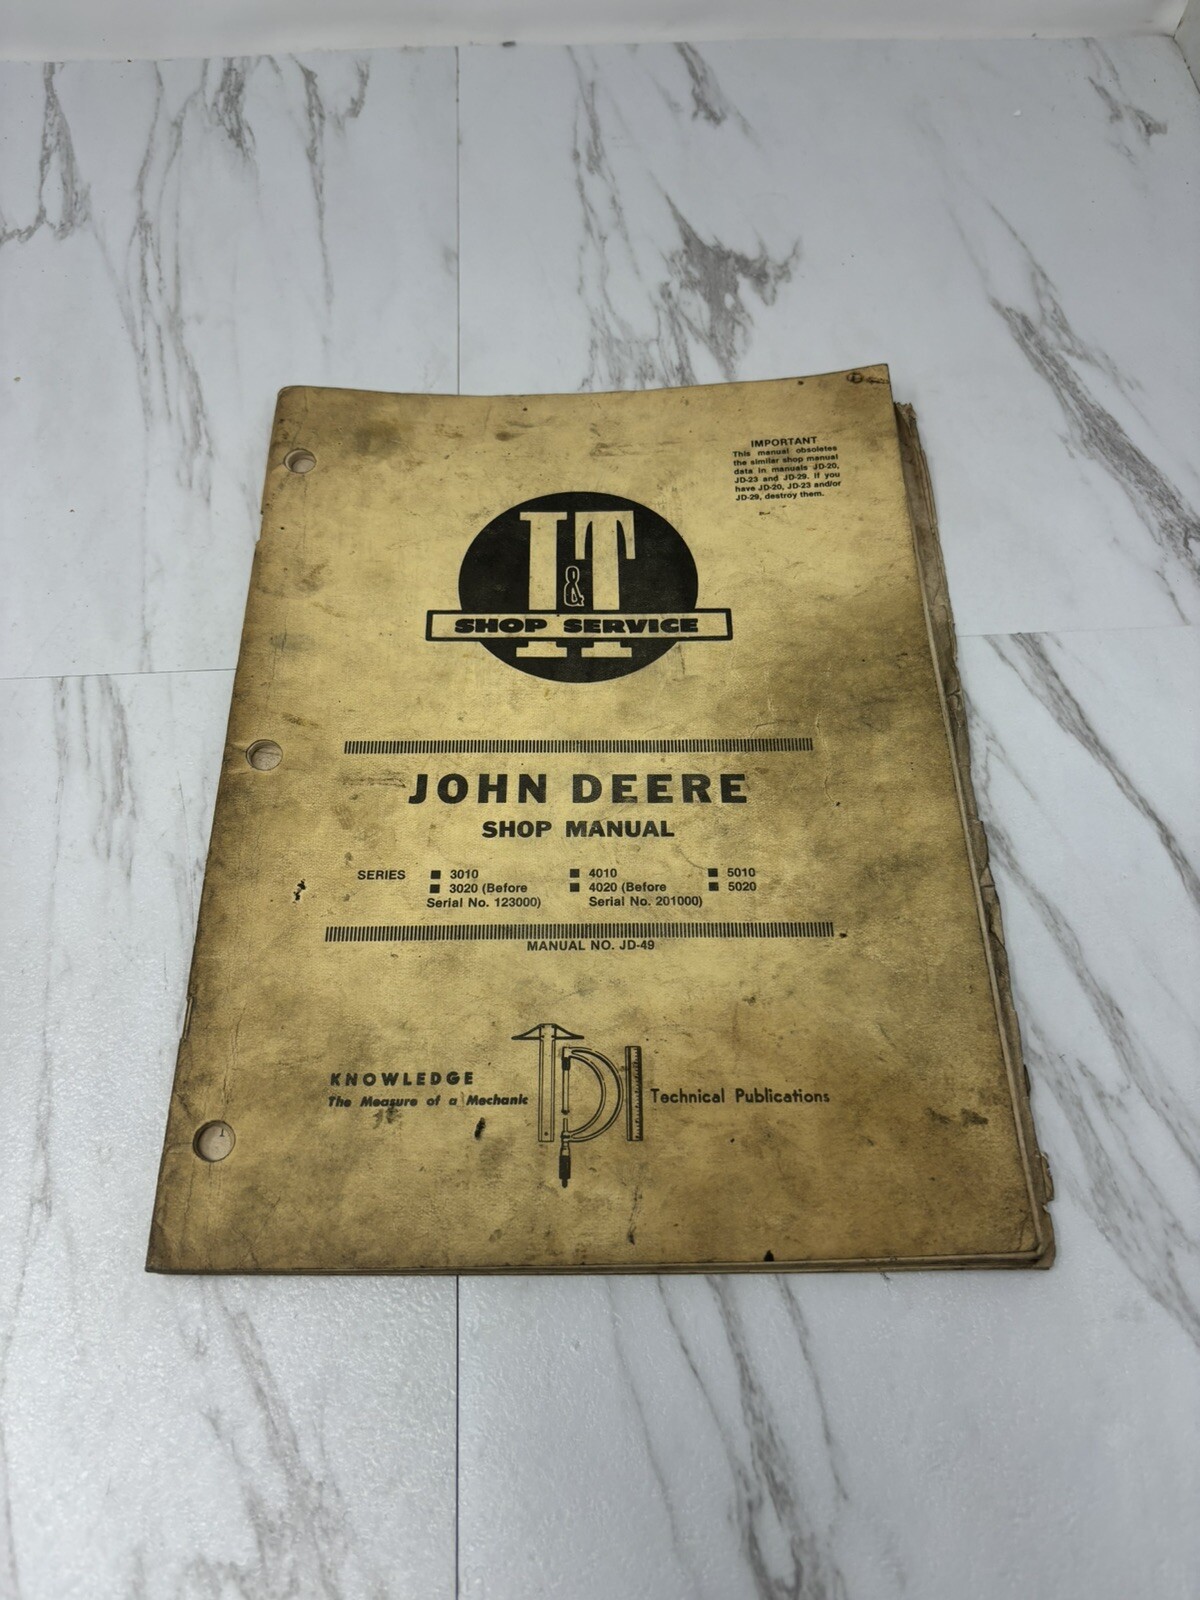 IMPORTANT
This manual obsoletes
the similar shop manual
data in manuals JD-20,
JD-23 and JD-29. If you
have JD-20, JD-23 and/or
JD-29, destroy them.
I&T
SHOP SERVICE
JOHN DEERE
SHOP MANUAL
SERIES ■ 3010 ■ 4010 ■ 5010
■ 3020 (Before ■ 4020 (Before ■ 5020
Serial No. 123000) Serial No. 201000)
MANUAL NO. JD-49
KNOWLEDGE
The Measure of a Mechanic
Technical Publications